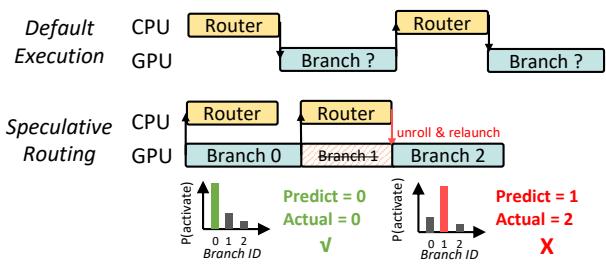 Default Execution
CPU
GPU
Router
Router
Branch ?
Branch ?
Speculative Routing
CPU
GPU
Router
Router
unroll & relaunch
Branch 0
Branch 1
Branch 2
P(activate)
0 1 2
Branch ID
Predict = 0
Actual = 0
√
P(activate)
0 1 2
Branch ID
Predict = 1
Actual = 2
X